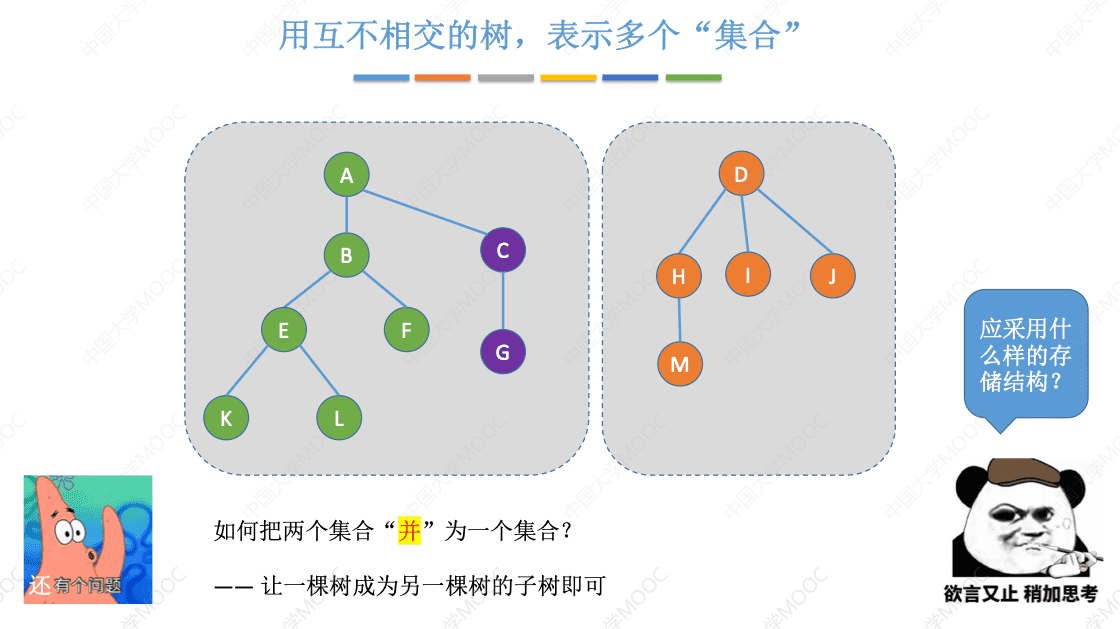 用互不相交的树，表示多个“集合”
A
D
B
C
H
I
J
E
F
G
M
K
L
应采用什
么样的存
储结构？
如何把两个集合“并”为一个集合？
—— 让一棵树成为另一棵树的子树即可
还有个问题
欲言又止 稍加思考
中国大学MOOC